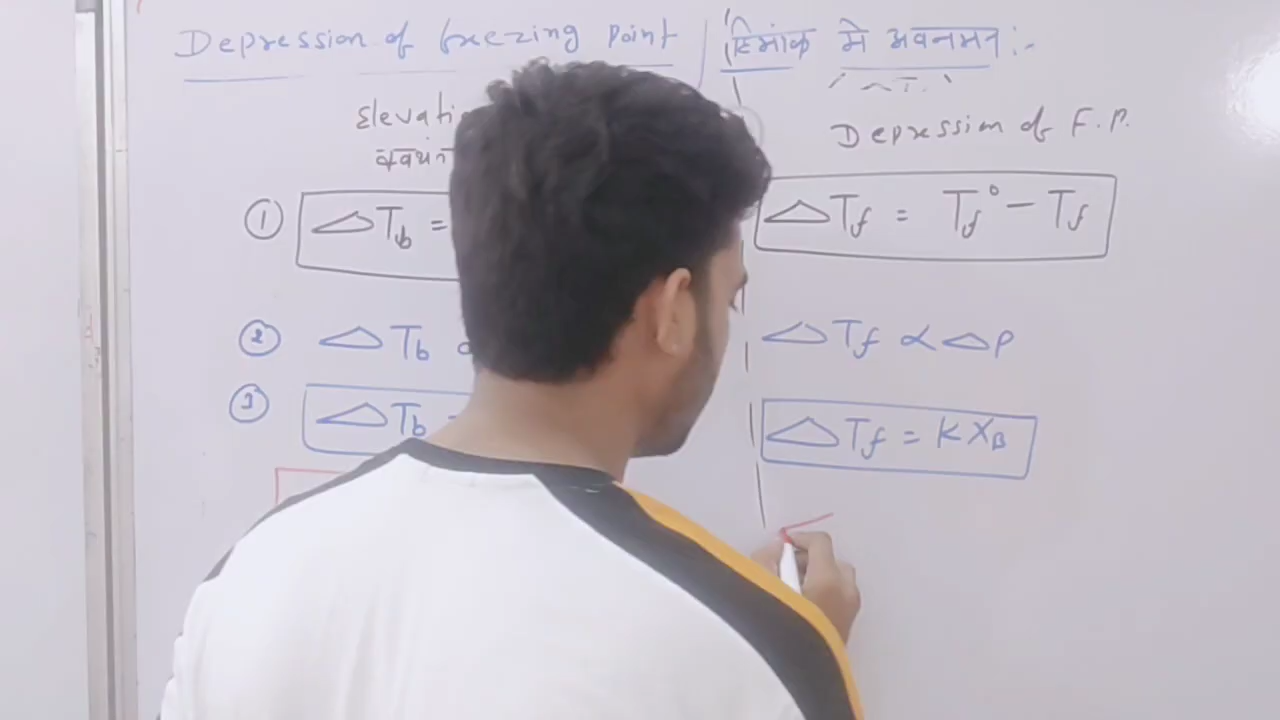 Depression of freezing point / हिमांक मे अवनमन :-
Elevati
क्वथन
Depression of F.P.
① △Tb =
△Tf = Tf° - Tf
② △Tb α
△Tf α △P
③ △Tb
△Tf = K XB